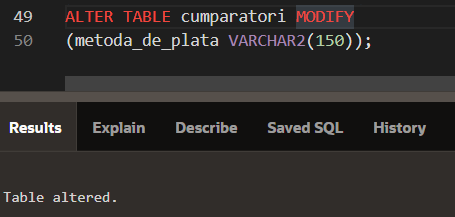 49 ALTER TABLE cumparatori MODIFY
50 (metoda_de_plata VARCHAR2(150));
Results Explain Describe Saved SQL History
Table altered.